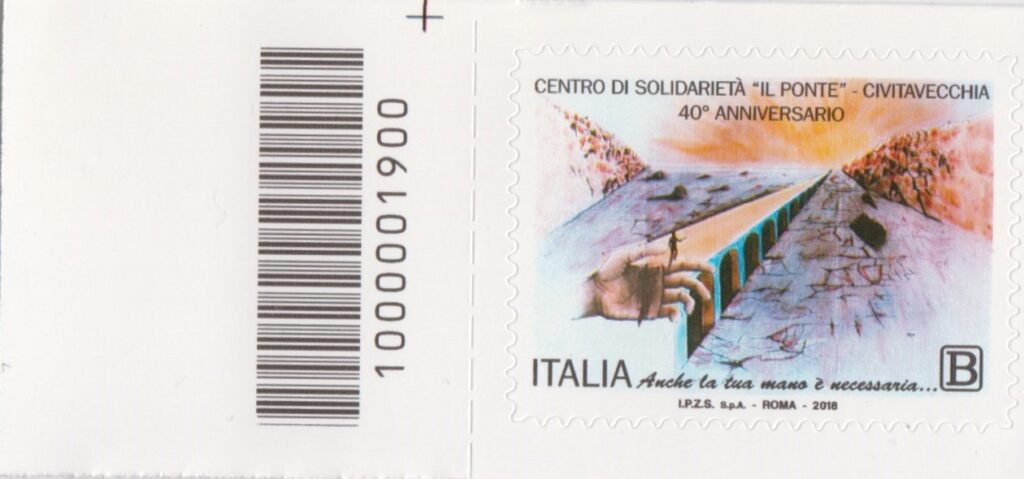 1000001900
CENTRO DI SOLIDARIETÀ "IL PONTE" - CIVITAVECCHIA
40° ANNIVERSARIO
ITALIA
Anche la tua mano è necessaria...
B
I.P.Z.S. S.p.A. - ROMA - 2018